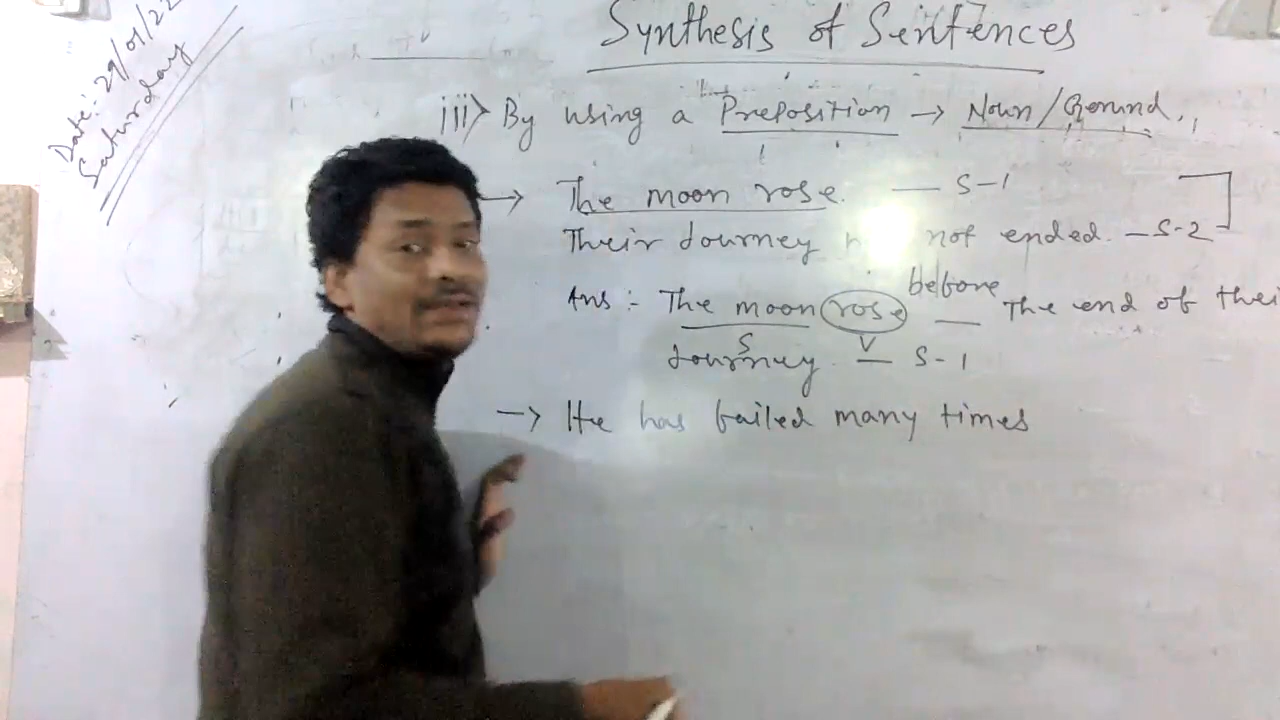 Date:- 29/01/22
Saturday
Synthesis of Sentences
iii> By using a Preposition → Noun/Gerund.
→ The moon rose. — S-1
Their Journey not ended. — S-2
before
Ans :- The moon rose — The end of their
S V
Journey. — S-1
→ He has failed many times